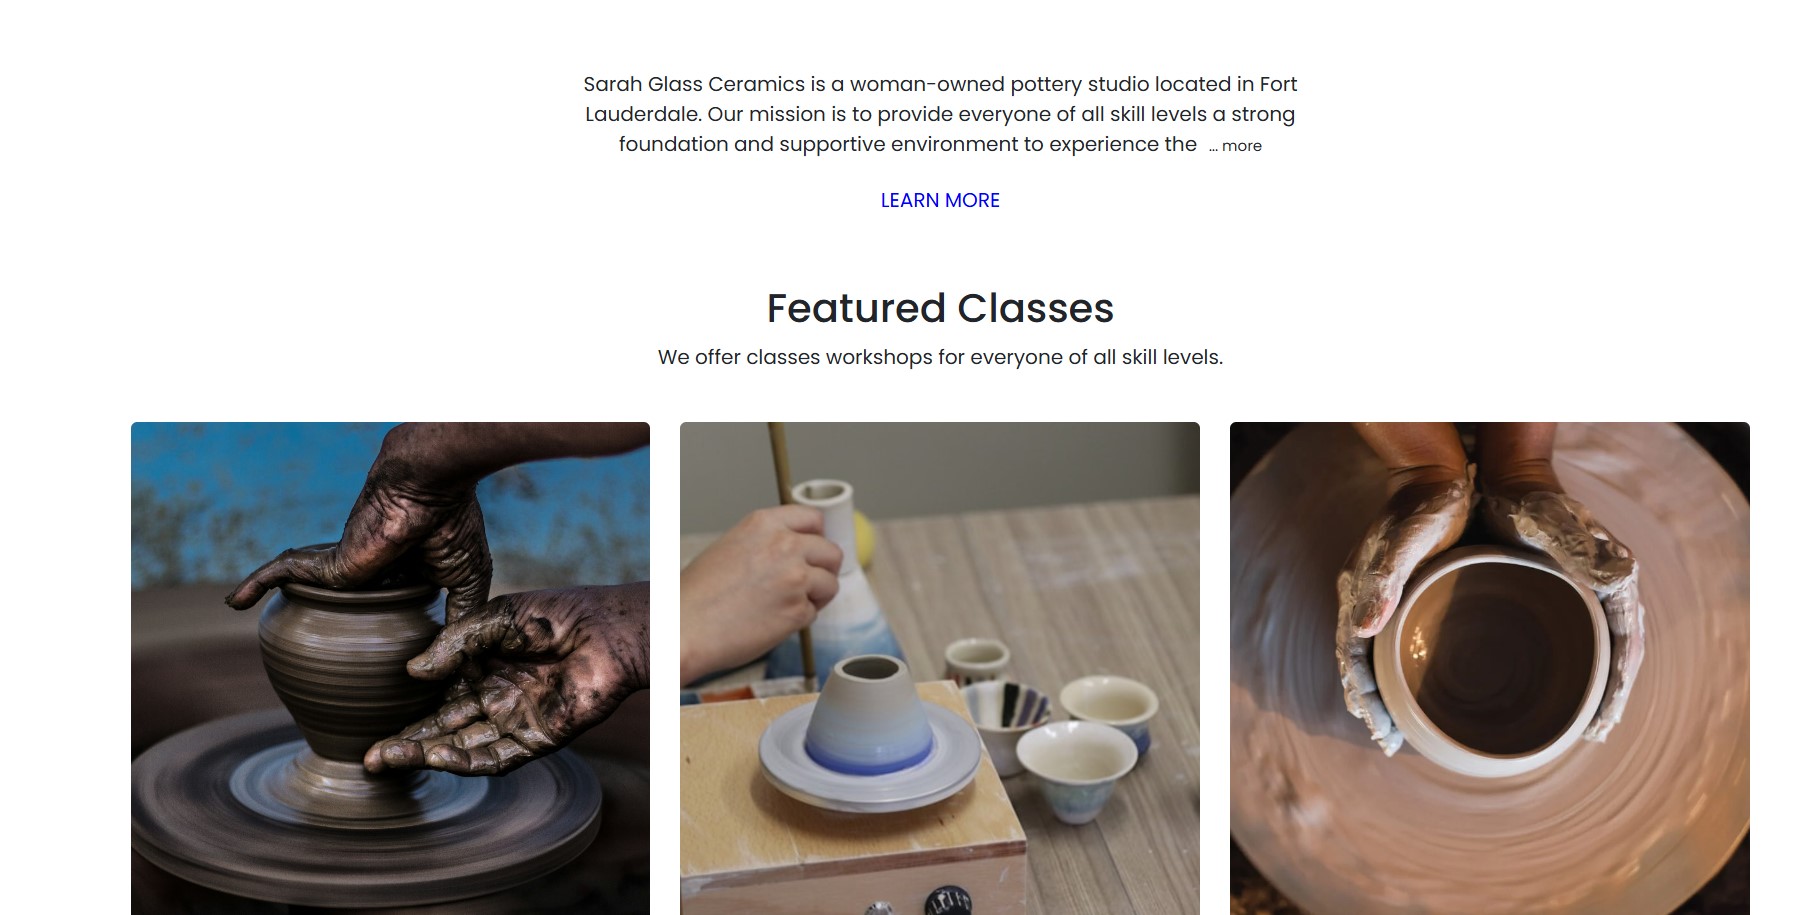 Sarah Glass Ceramics is a woman-owned pottery studio located in Fort
Lauderdale. Our mission is to provide everyone of all skill levels a strong
foundation and supportive environment to experience the ... more
LEARN MORE
Featured Classes
We offer classes workshops for everyone of all skill levels.